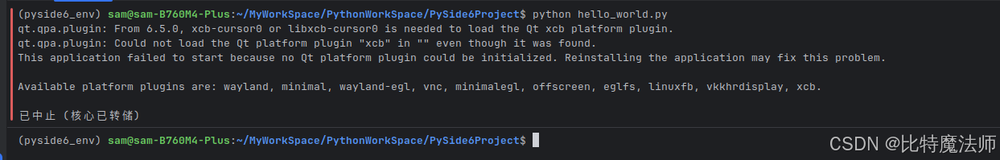 (pyside6_env) sam@sam-B760M4-Plus:~/MyWorkSpace/PythonWorkSpace/PySide6Project$ python hello_world.py
qt.qpa.plugin: From 6.5.0, xcb-cursor0 or libxcb-cursor0 is needed to load the Qt xcb platform plugin.
qt.qpa.plugin: Could not load the Qt platform plugin "xcb" in "" even though it was found.
This application failed to start because no Qt platform plugin could be initialized. Reinstalling the application may fix this problem.
Available platform plugins are: wayland, minimal, wayland-egl, vnc, minimalegl, offscreen, eglfs, linuxfb, vkkhrdisplay, xcb.
已中止 (核心已转储)
(pyside6_env) sam@sam-B760M4-Plus:~/MyWorkSpace/PythonWorkSpace/PySide6Project$
CSDN @比特魔法师